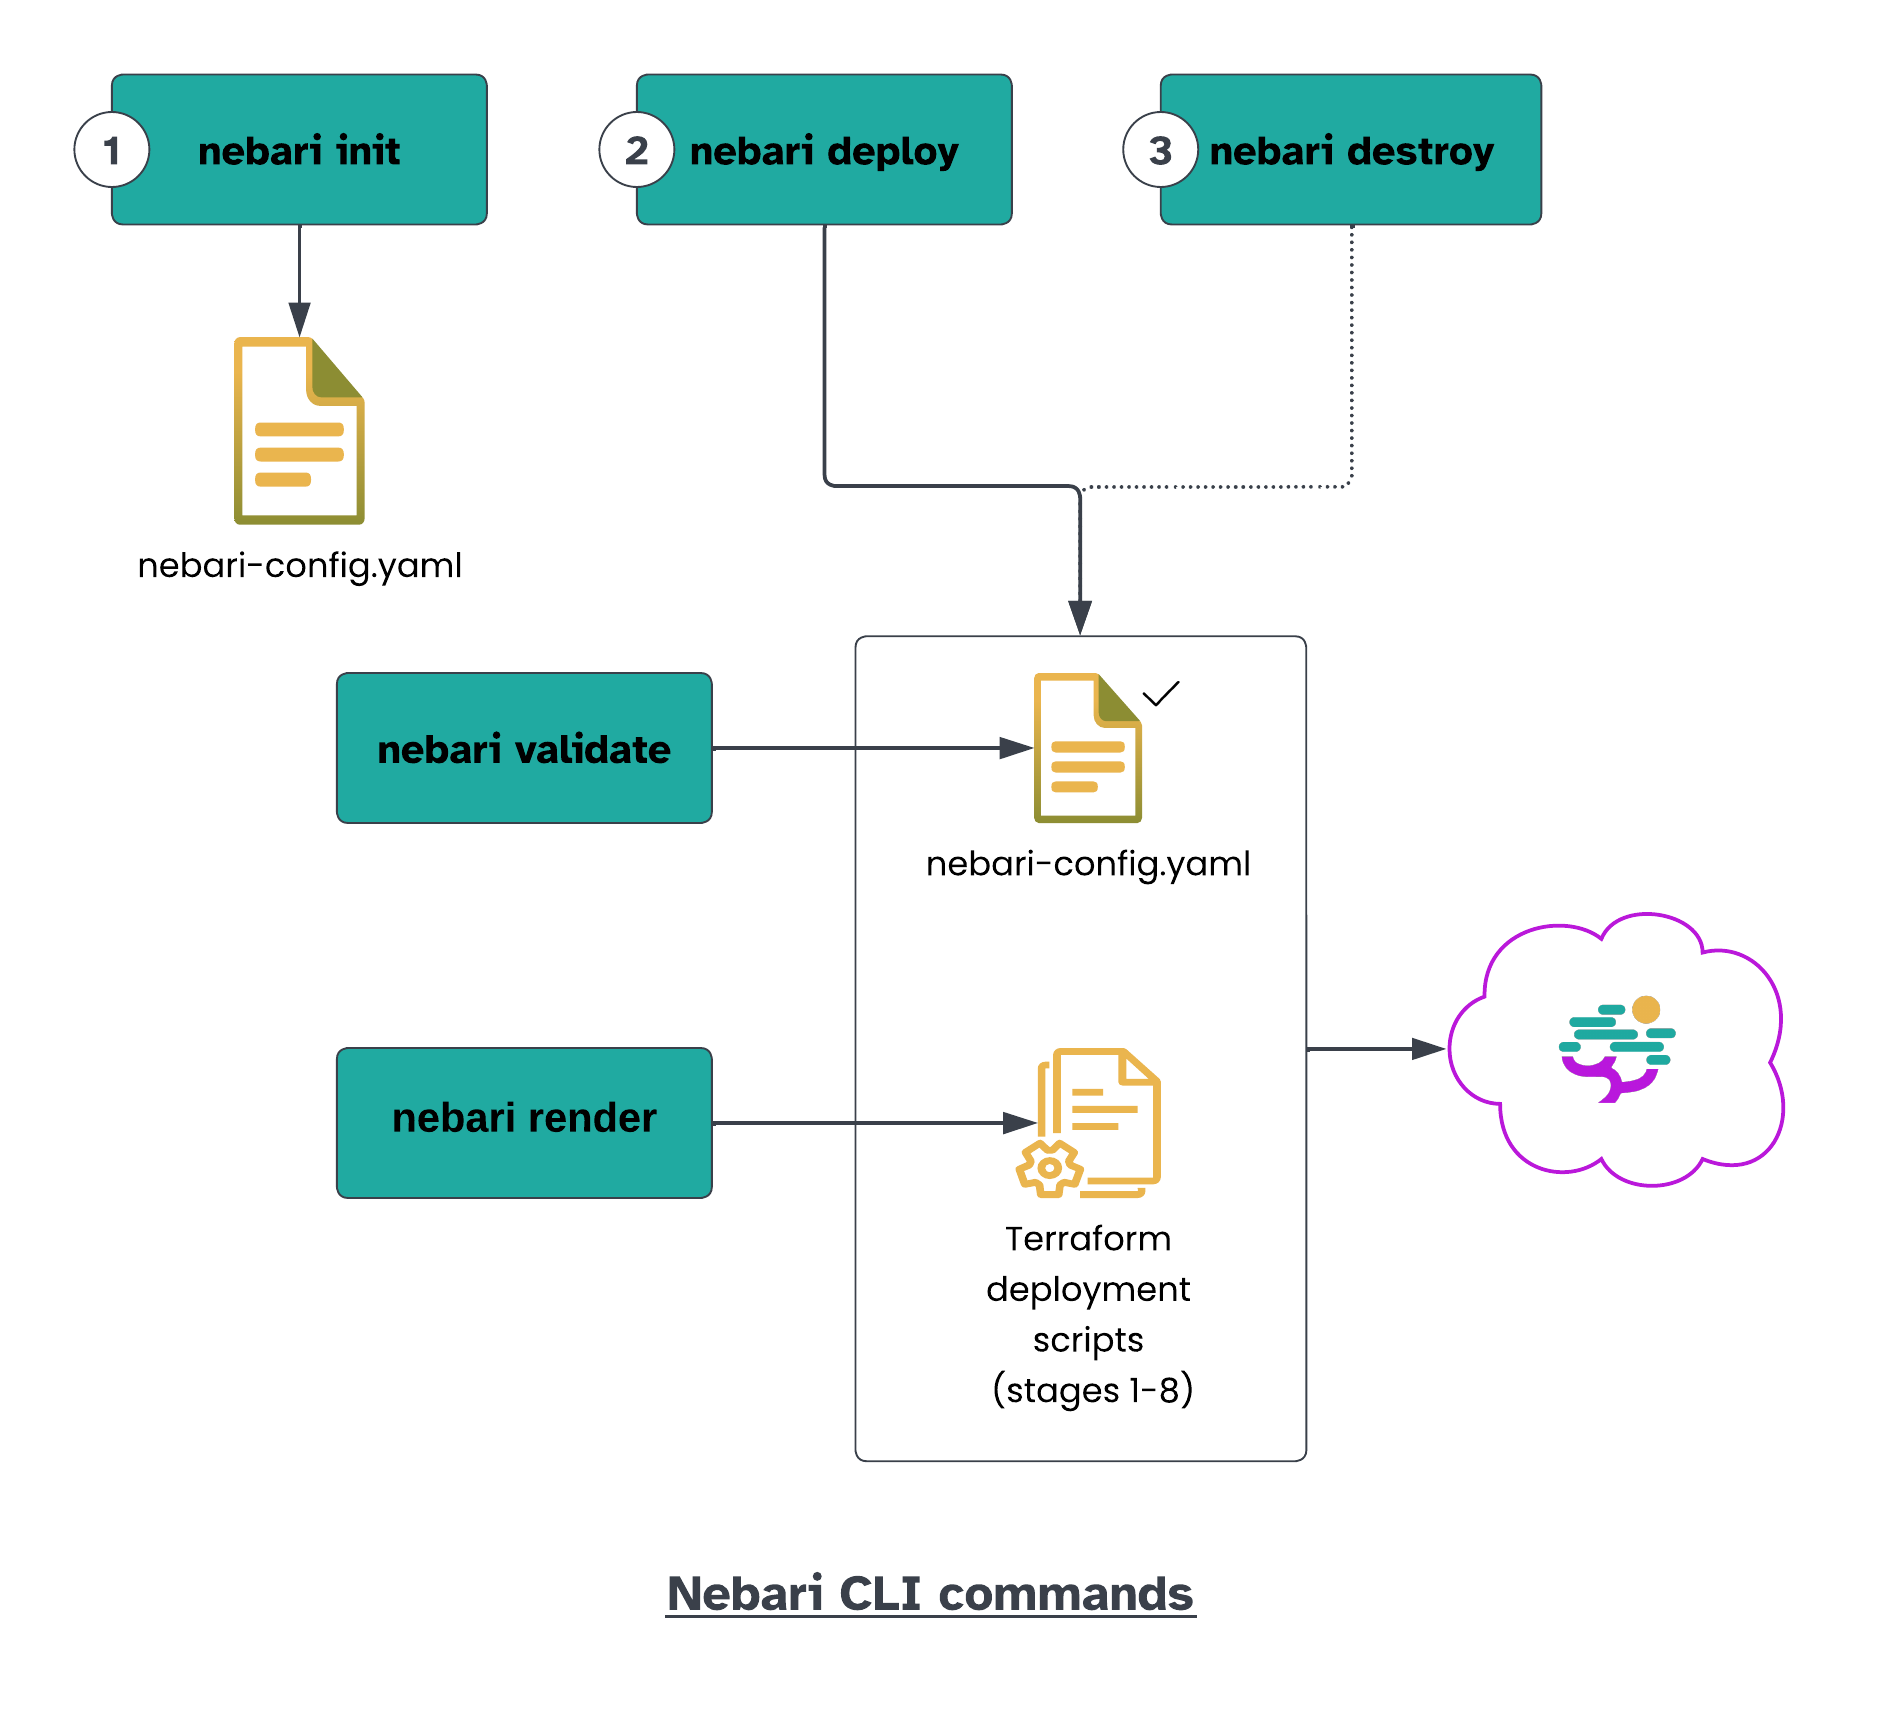 1
nebari init
2
nebari deploy
3
nebari destroy
nebari-config.yaml
nebari validate
nebari-config.yaml
nebari render
Terraform
deployment
scripts
(stages 1-8)
Nebari CLI commands